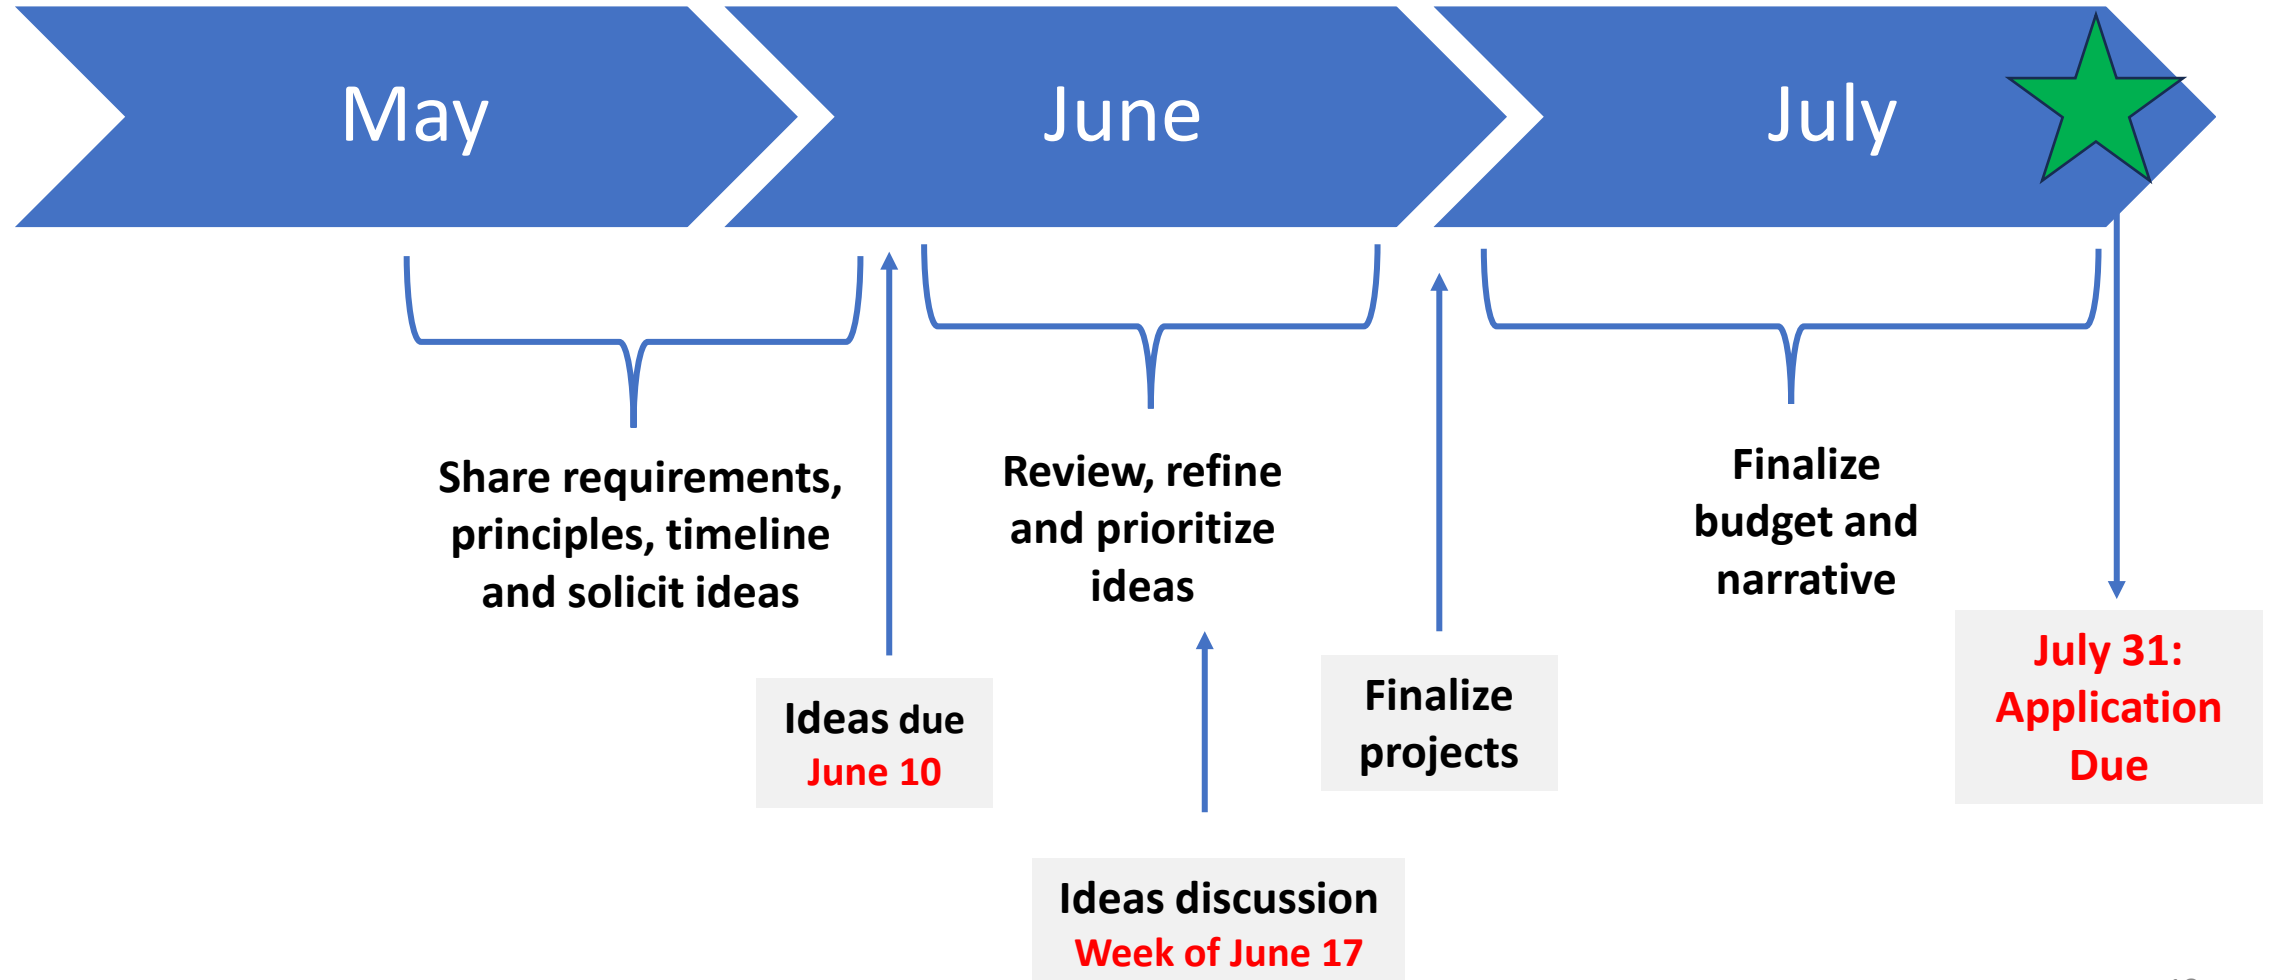 May
June
July
Share requirements,
principles, timeline
and solicit ideas
Review, refine
and prioritize
ideas
Finalize
budget and
narrative
Ideas due
June 10
Finalize
projects
July 31:
Application
Due
Ideas discussion
Week of June 17